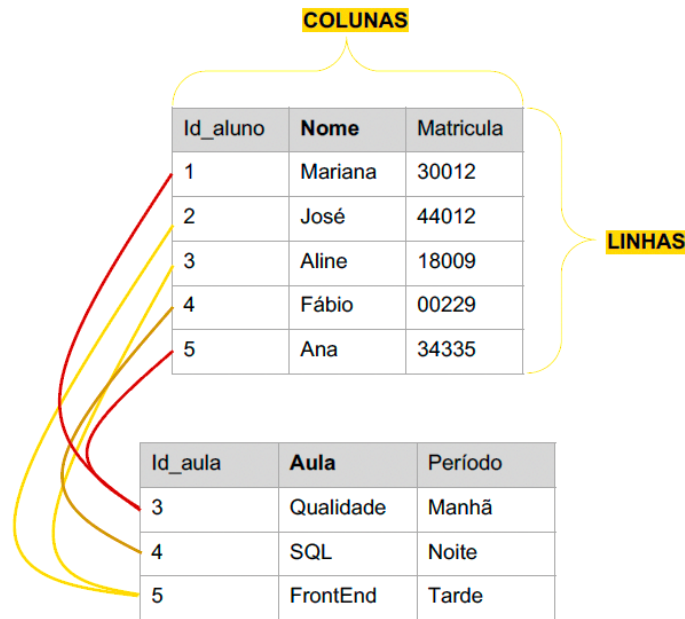 COLUNAS
Id_aluno Nome Matricula
1 Mariana 30012
2 José 44012
3 Aline 18009
4 Fábio 00229
5 Ana 34335
LINHAS
Id_aula Aula Período
3 Qualidade Manhã
4 SQL Noite
5 FrontEnd Tarde